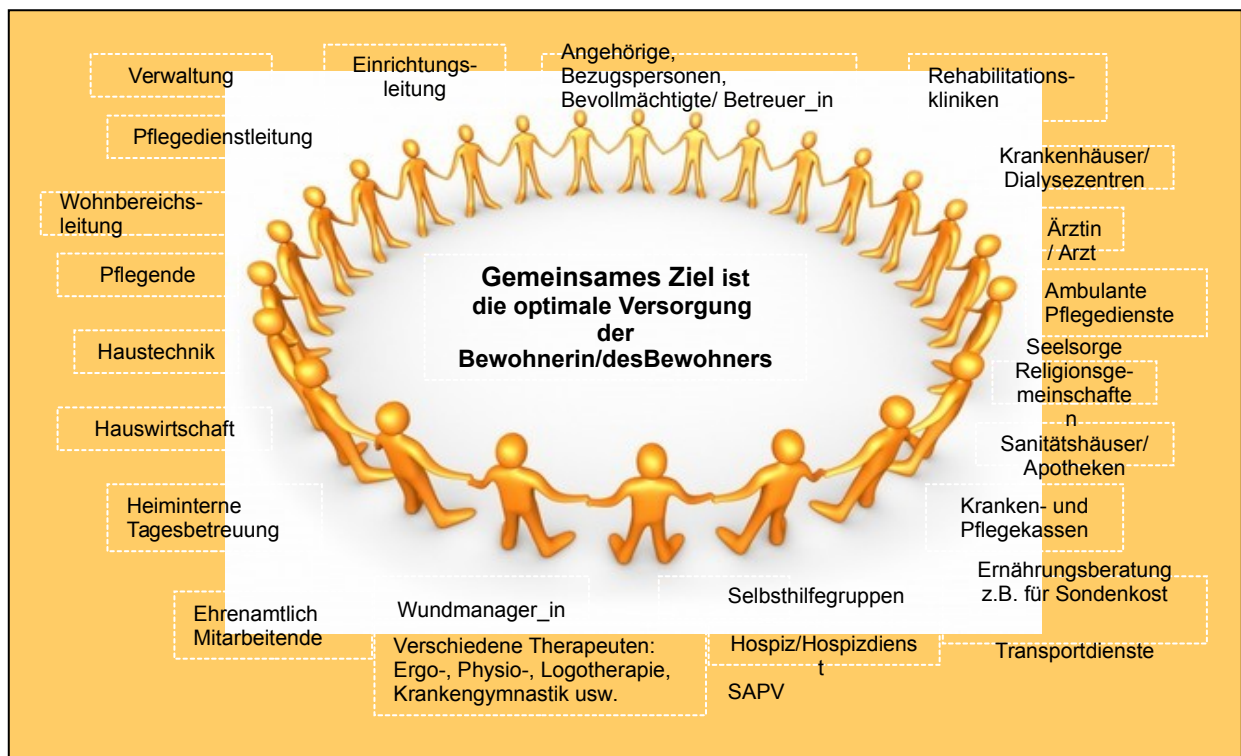 Verwaltung
Einrichtungs-
leitung
Angehörige,
Bezugspersonen,
Bevollmächtigte/ Betreuer_in
Rehabilitations-
kliniken
Pflegedienstleitung
Krankenhäuser/
Dialysezentren
Wohnbereichs-
leitung
Ärztin
/ Arzt
Pflegende
Ambulante
Pflegedienste
Gemeinsames Ziel ist
die optimale Versorgung
der
Bewohnerin/desBewohners
Haustechnik
Seelsorge
Religionsge-
meinschafte
n
Hauswirtschaft
Sanitätshäuser/
Apotheken
Heiminterne
Tagesbetreuung
Kranken- und
Pflegekassen
Ernährungsberatung
z.B. für Sondenkost
Ehrenamtlich
Mitarbeitende
Wundmanager_in
Selbsthilfegruppen
Verschiedene Therapeuten:
Ergo-, Physio-, Logotherapie,
Krankengymnastik usw.
Hospiz/Hospizdiens
t
SAPV
Transportdienste